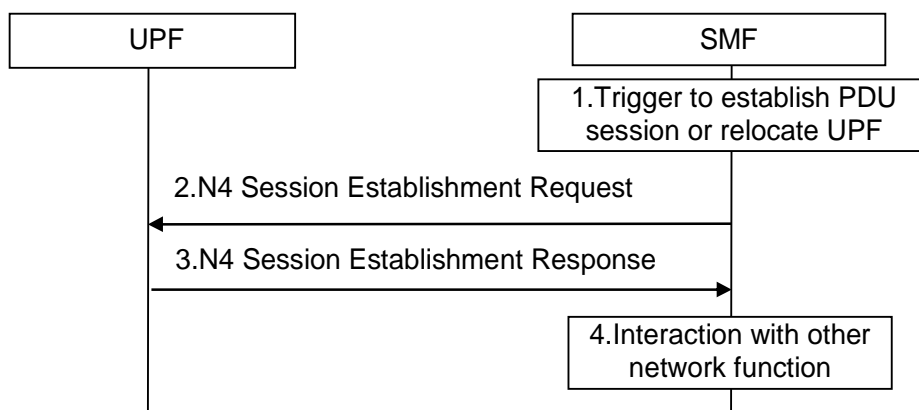 UPF
SMF
1.Trigger to establish PDU
session or relocate UPF
2.N4 Session Establishment Request
3.N4 Session Establishment Response
4.Interaction with other
network function